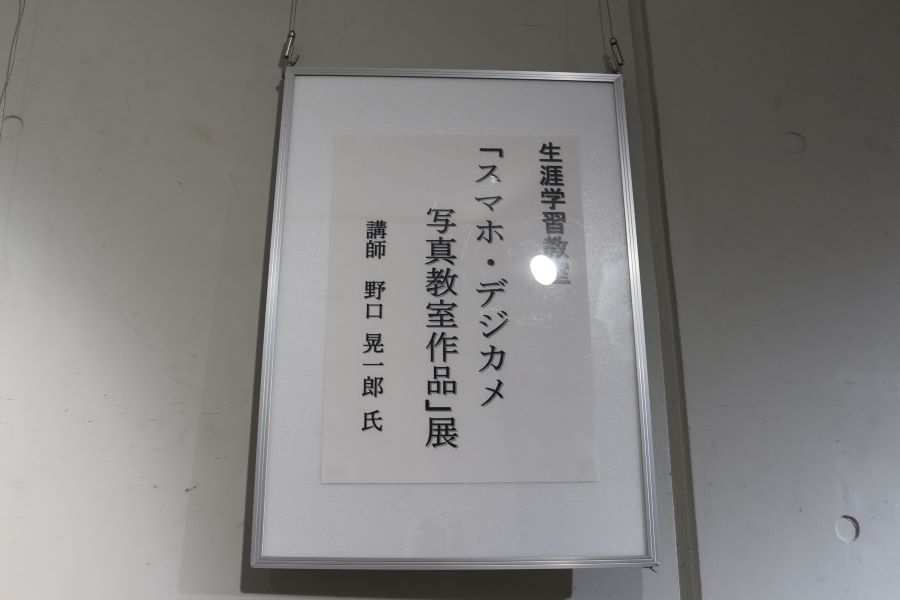 生涯学習教室
「スマホ・デジカメ
写真教室作品」展
講師 野口 晃一郎 氏